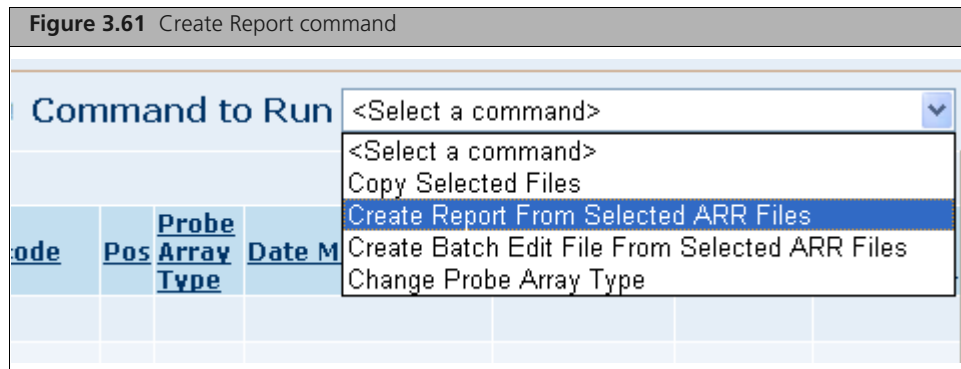 Figure 3.61 Create Report command
Command to Run <Select a command>
<Select a command>
Copy Selected Files
Create Report From Selected ARR Files
Create Batch Edit File From Selected ARR Files
Change Probe Array Type
ode Pos Probe Array Type Date M